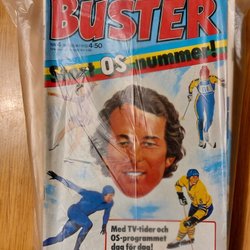 BUSTER
4:50
OS-nummer!
Med TV-tider och
OS-programmet
dag för dag!